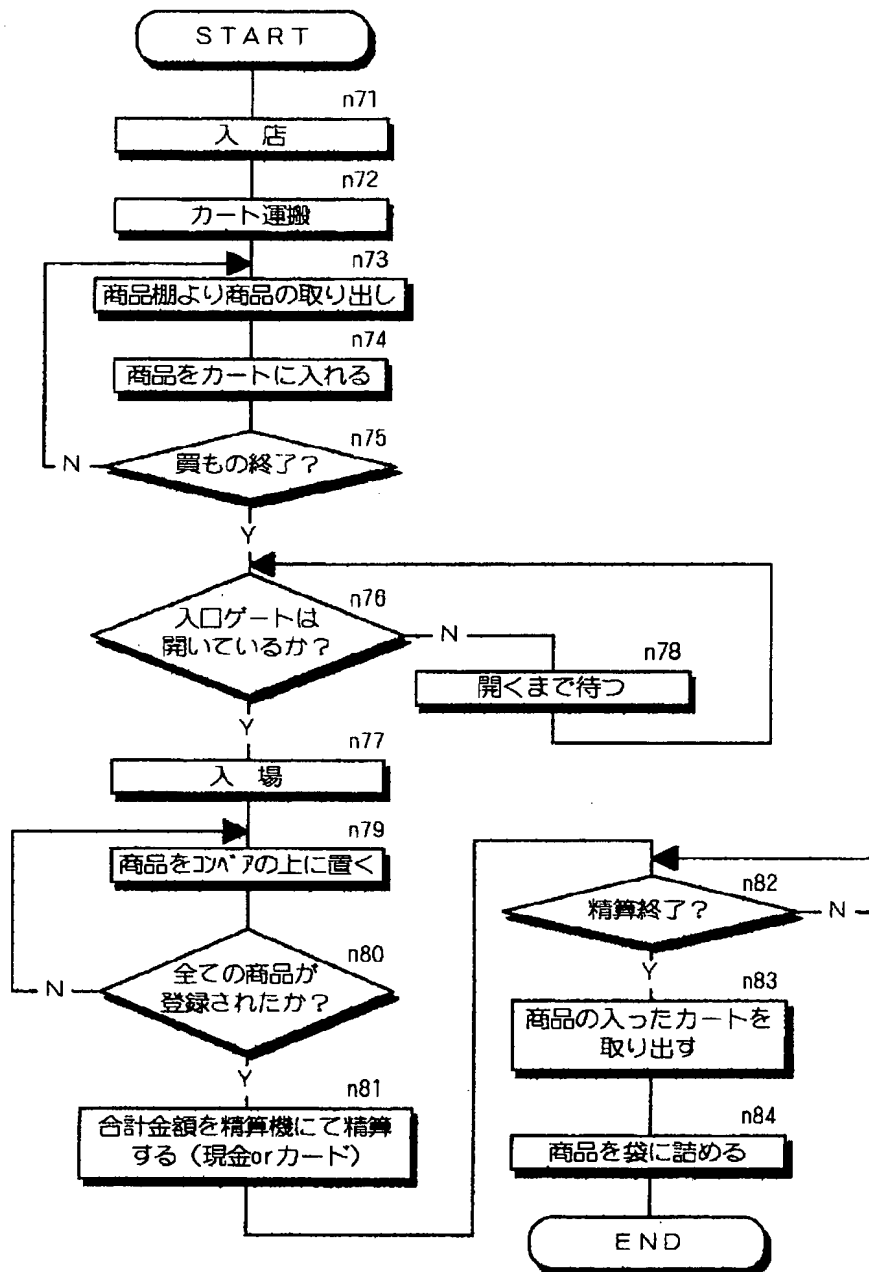 START
n71
入店
n72
カート運搬
n73
商品棚より商品の取り出し
n74
商品をカートに入れる
n75
買もの終了？
N
Y
n76
入口ゲートは
開いているか？
N
n78
開くまで待つ
Y
n77
入場
n79
商品をｺﾝﾍﾞｱの上に置く
n80
全ての商品が
登録されたか？
N
Y
n81
合計金額を精算機にて精算
する（現金orカード）
n82
精算終了？
N
Y
n83
商品の入ったカートを
取り出す
n84
商品を袋に詰める
END